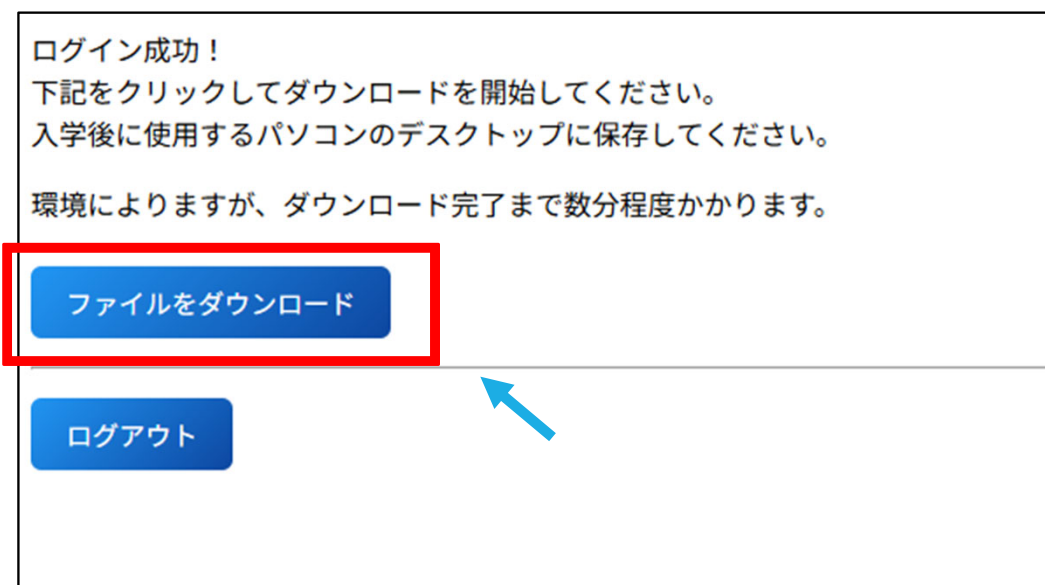 ログイン成功！
下記をクリックしてダウンロードを開始してください。
入学後に使用するパソコンのデスクトップに保存してください。
環境によりますが、ダウンロード完了まで数分程度かかります。
ファイルをダウンロード
ログアウト